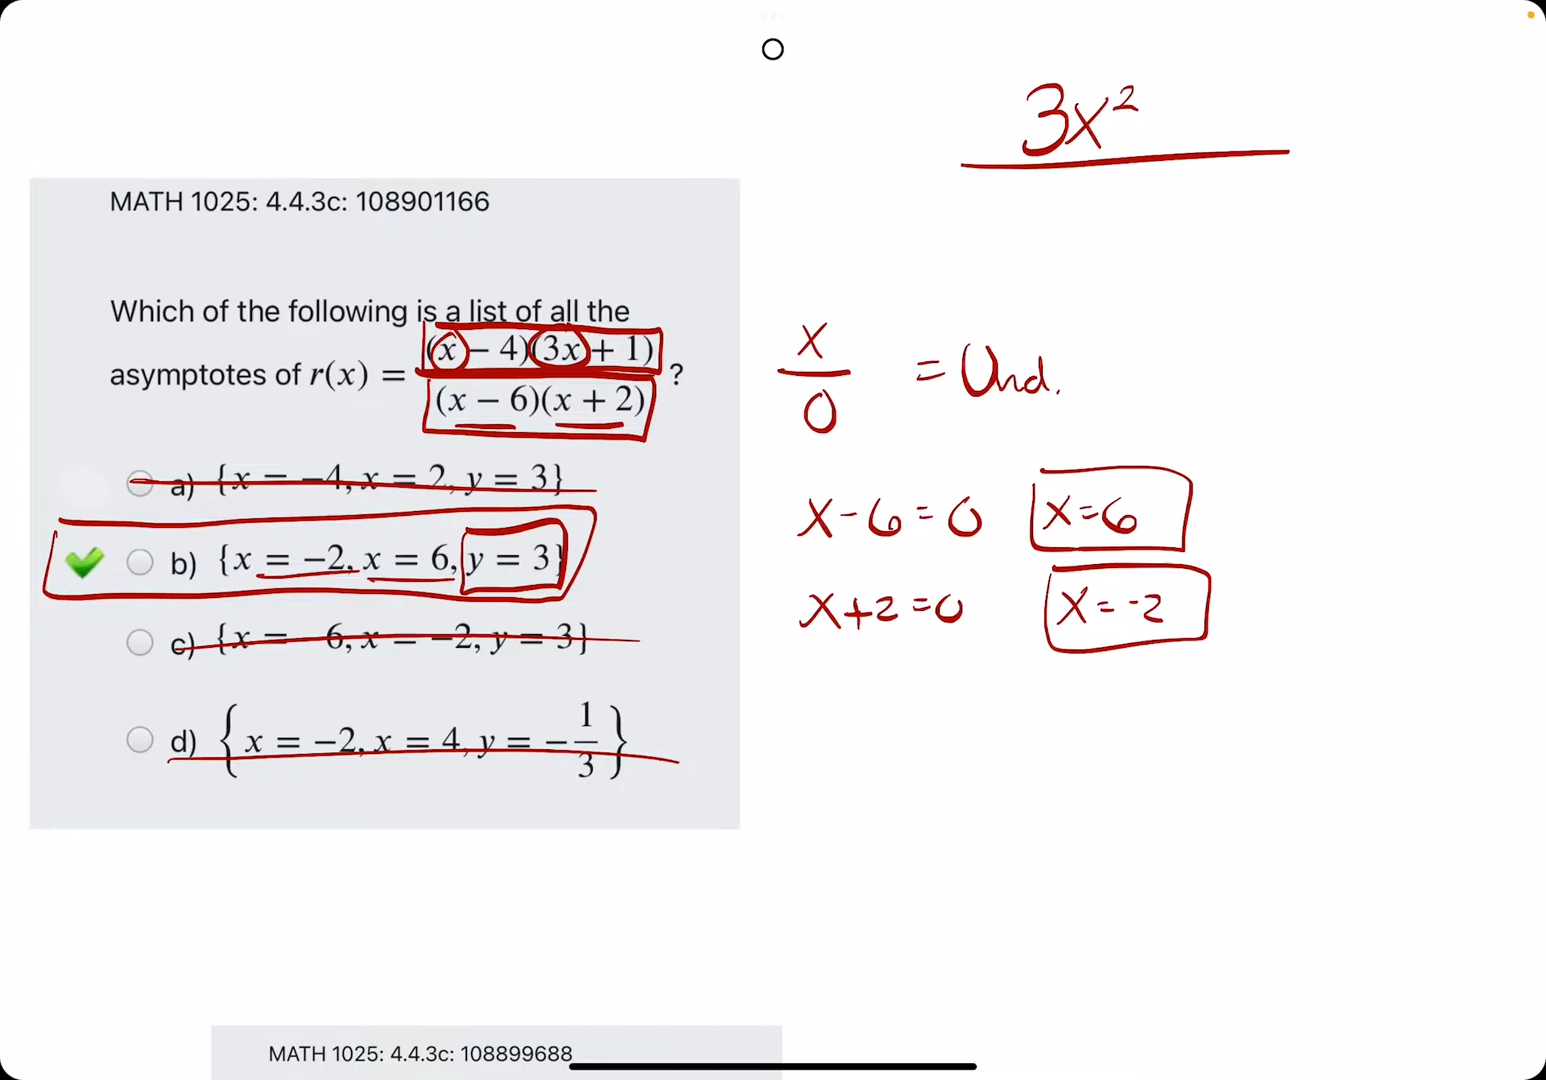 3x²
MATH 1025: 4.4.3c: 108901166
Which of the following is a list of all the
asymptotes of r(x) = (x − 4)(3x + 1) / (x − 6)(x + 2) ?
a) {x = −4, x = 2, y = 3}
b) {x = −2, x = 6, y = 3}
c) {x = −6, x = −2, y = 3}
d) {x = −2, x = 4, y = −1/3}
x/0 = Und.
x-6=0 x=6
x+2=0 x=-2
MATH 1025: 4.4.3c: 108899688